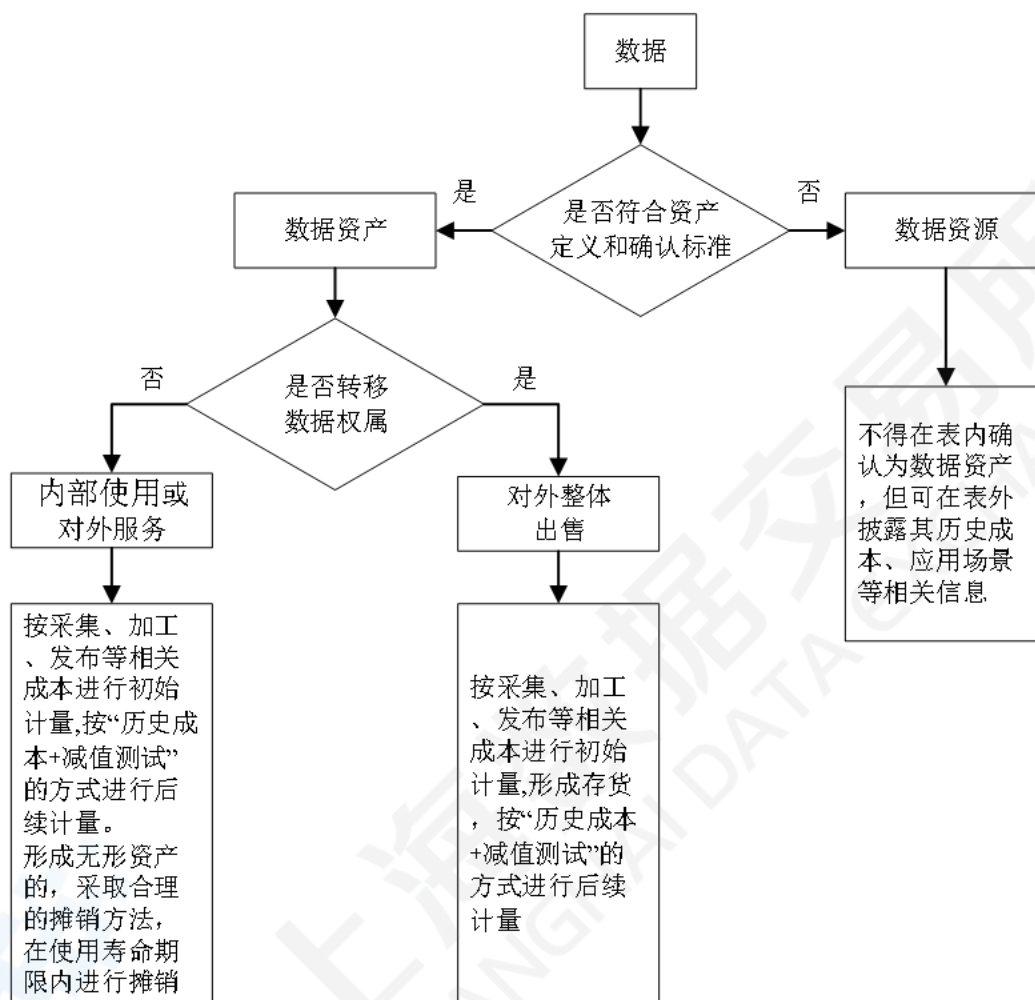 数据
是
否
数据资产
是否符合资产
定义和确认标准
数据资源
否
是
是否转移
数据权属
内部使用或
对外服务
对外整体
出售
不得在表内确
认为数据资产
，但可在表外
披露其历史成
本、应用场景
等相关信息
按采集、加工
、发布等相关
成本进行初始
计量,按“历史成
本+减值测试”
的方式进行后
续计量。
形成无形资产
的，采取合理
的摊销方法，
在使用寿命期
限内进行摊销
按采集、加工
、发布等相关
成本进行初始
计量,形成存货
，按“历史成本
+减值测试”的
方式进行后续
计量
上海数据交易所